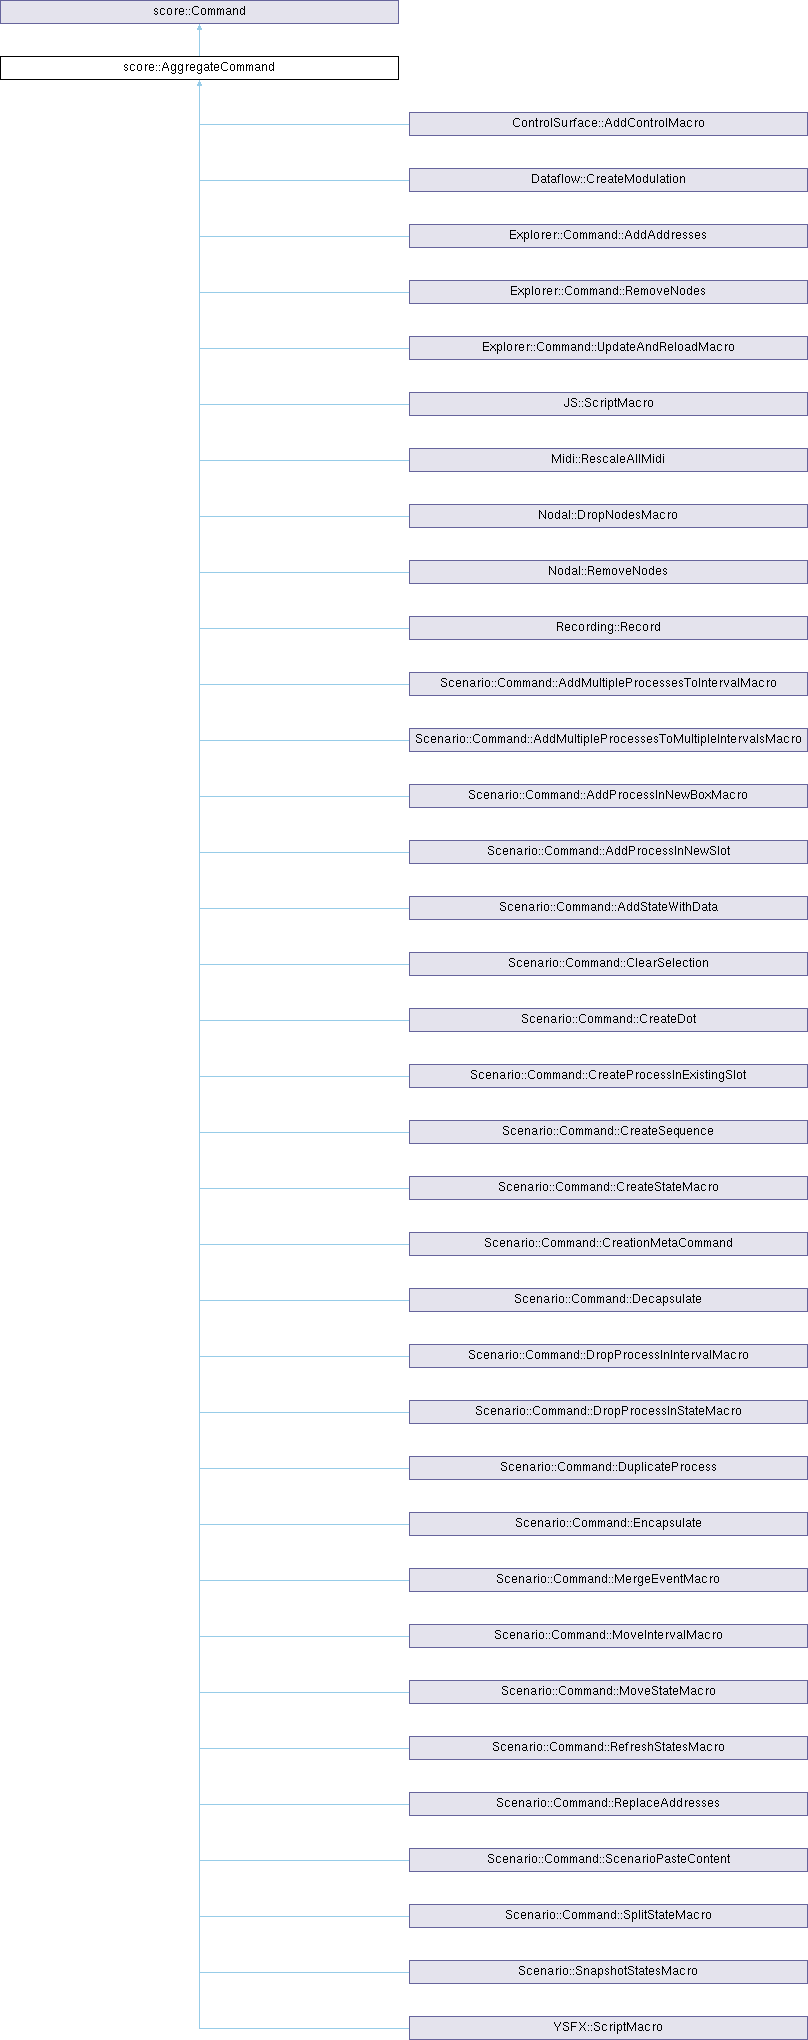 score::Command
score::AggregateCommand
ControlSurface::AddControlMacro
Dataflow::CreateModulation
Explorer::Command::AddAddresses
Explorer::Command::RemoveNodes
Explorer::Command::UpdateAndReloadMacro
JS::ScriptMacro
Midi::RescaleAllMidi
Nodal::DropNodesMacro
Nodal::RemoveNodes
Recording::Record
Scenario::Command::AddMultipleProcessesToIntervalMacro
Scenario::Command::AddMultipleProcessesToMultipleIntervalsMacro
Scenario::Command::AddProcessInNewBoxMacro
Scenario::Command::AddProcessInNewSlot
Scenario::Command::AddStateWithData
Scenario::Command::ClearSelection
Scenario::Command::CreateDot
Scenario::Command::CreateProcessInExistingSlot
Scenario::Command::CreateSequence
Scenario::Command::CreateStateMacro
Scenario::Command::CreationMetaCommand
Scenario::Command::Decapsulate
Scenario::Command::DropProcessInIntervalMacro
Scenario::Command::DropProcessInStateMacro
Scenario::Command::DuplicateProcess
Scenario::Command::Encapsulate
Scenario::Command::MergeEventMacro
Scenario::Command::MoveIntervalMacro
Scenario::Command::MoveStateMacro
Scenario::Command::RefreshStatesMacro
Scenario::Command::ReplaceAddresses
Scenario::Command::ScenarioPasteContent
Scenario::Command::SplitStateMacro
Scenario::SnapshotStatesMacro
YSFX::ScriptMacro